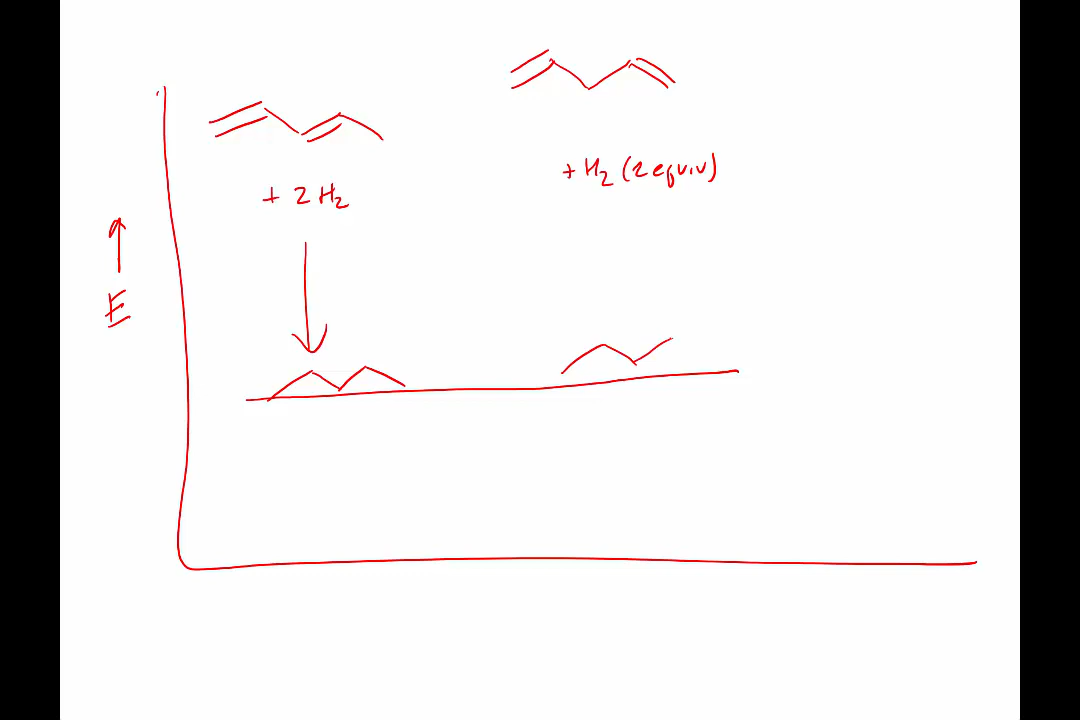 + H₂ (2 equiv)
+ 2 H₂
E